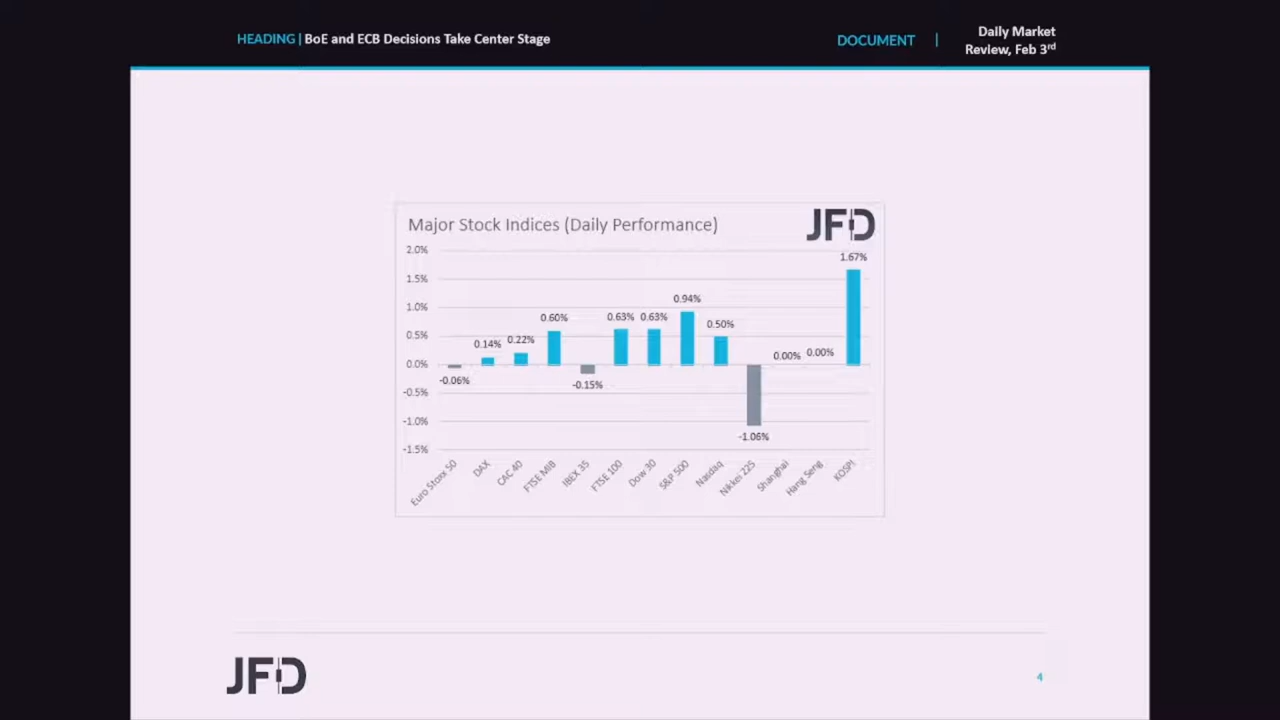 HEADING | BoE and ECB Decisions Take Center Stage
DOCUMENT |
Daily Market
Review, Feb 3rd
Major Stock Indices (Daily Performance)
JFD
2.0%
1.5%
1.0%
0.5%
0.0%
-0.5%
-1.0%
-1.5%
-0.06%
0.14%
0.22%
0.60%
-0.15%
0.63%
0.63%
0.94%
0.50%
-1.06%
0.00%
0.00%
1.67%
Euro Stoxx 50
DAX
CAC 40
FTSE MIB
IBEX 35
FTSE 100
Dow 30
S&P 500
Nasdaq
Nikkei 225
Shanghai
Hang Seng
KOSPI
JFD
4